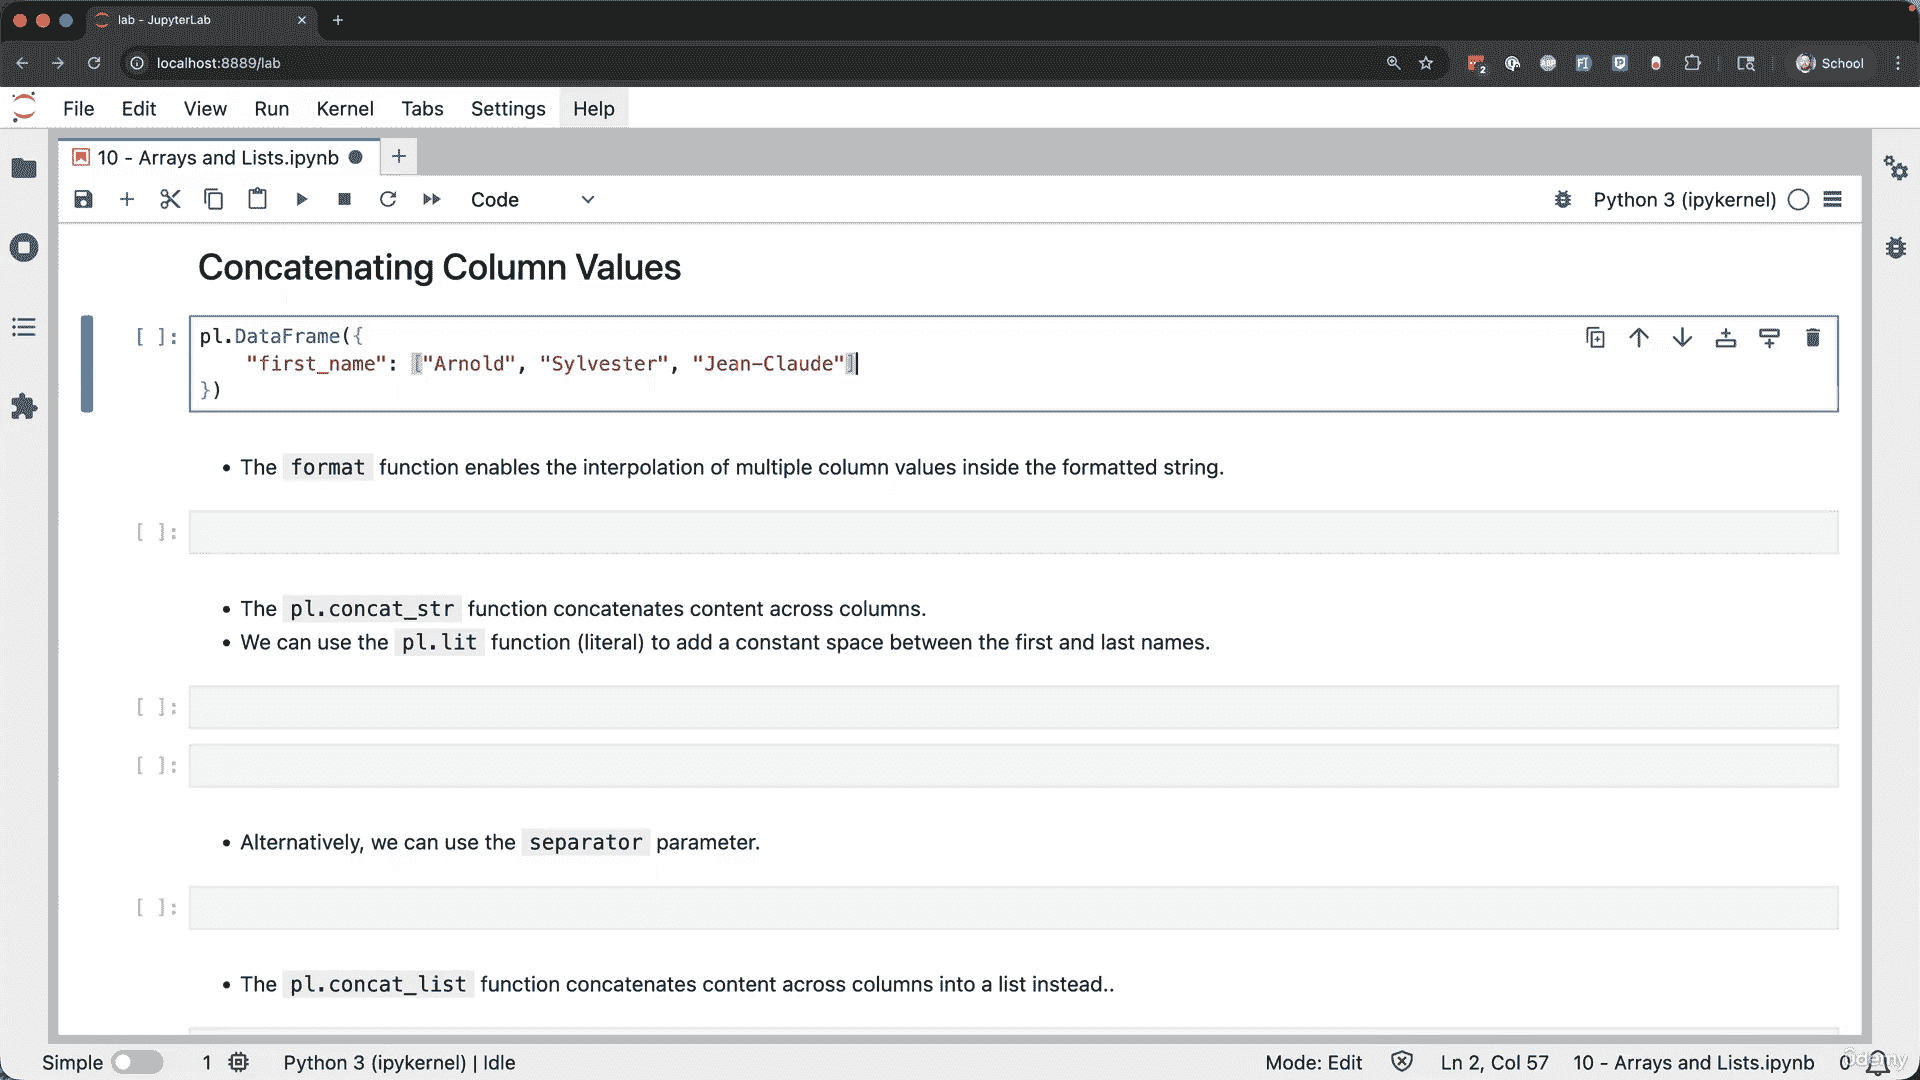 lab - JupyterLab
localhost:8889/lab
2
School
File Edit View Run Kernel Tabs Settings Help
10 - Arrays and Lists.ipynb
Code
Python 3 (ipykernel)
Concatenating Column Values
[ ]: pl.DataFrame({
"first_name": ["Arnold", "Sylvester", "Jean-Claude"]
})
• The format function enables the interpolation of multiple column values inside the formatted string.
[ ]:
• The pl.concat_str function concatenates content across columns.
• We can use the pl.lit function (literal) to add a constant space between the first and last names.
[ ]:
[ ]:
• Alternatively, we can use the separator parameter.
[ ]:
• The pl.concat_list function concatenates content across columns into a list instead..
Simple 1 Python 3 (ipykernel) | Idle Mode: Edit Ln 2, Col 57 10 - Arrays and Lists.ipynb 0
udemy